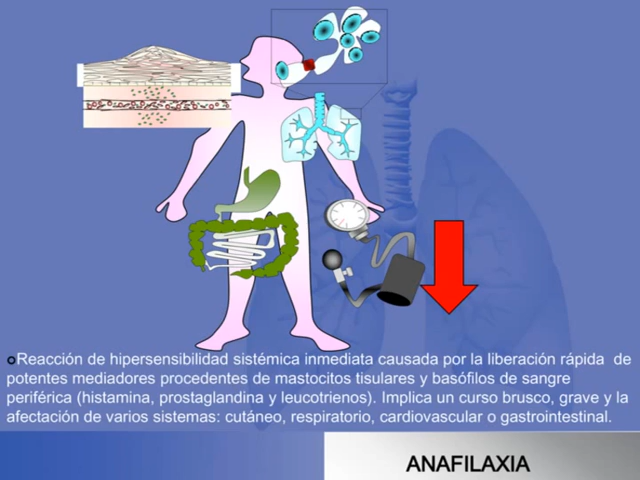 Reacción de hipersensibilidad sistémica inmediata causada por la liberación rápida de
potentes mediadores procedentes de mastocitos tisulares y basófilos de sangre
periférica (histamina, prostaglandina y leucotrienos). Implica un curso brusco, grave y la
afectación de varios sistemas: cutáneo, respiratorio, cardiovascular o gastrointestinal.
ANAFILAXIA